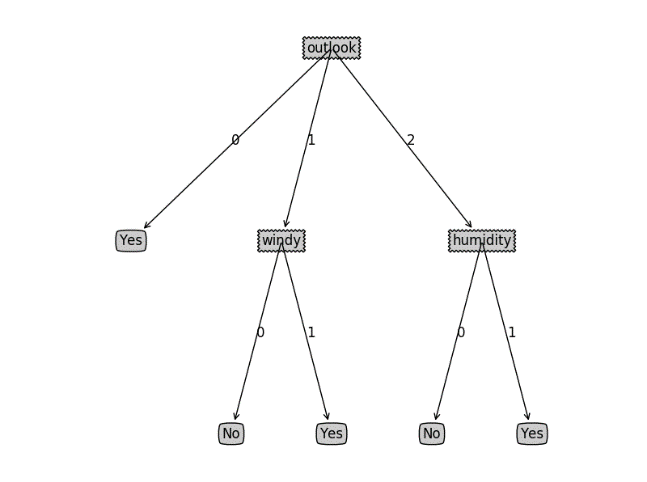 outlook
0
1
2
Yes
windy
humidity
0
1
0
1
No
Yes
No
Yes